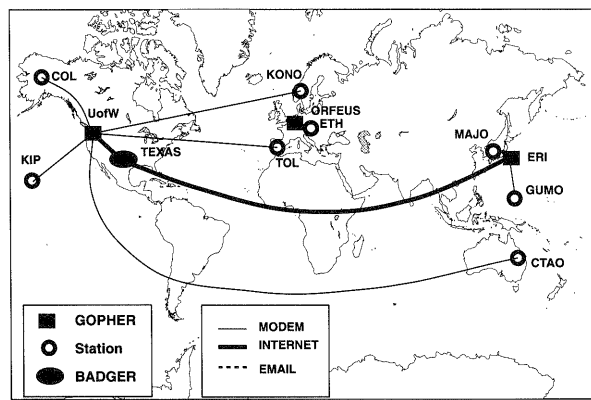 COL
KONO
UofW
ORFEUS
ETH
MAJO
TEXAS
TOL
ERI
KIP
GUMO
CTAO
GOPHER
Station
BADGER
MODEM
INTERNET
EMAIL